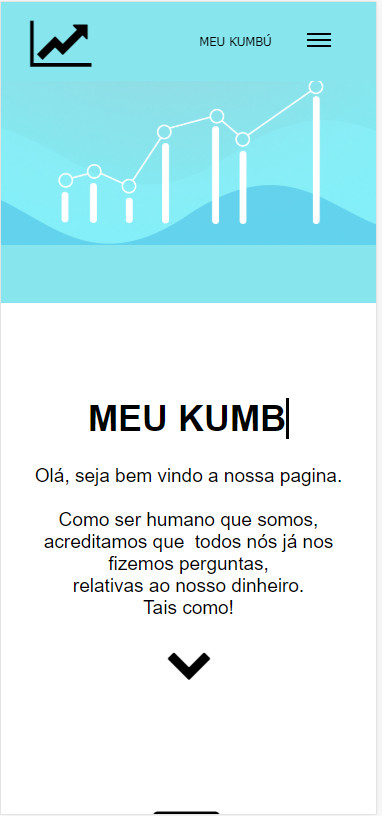 MEU KUMBÚ
MEU KUMB
Olá, seja bem vindo a nossa pagina.
Como ser humano que somos,
acreditamos que  todos nós já nos
fizemos perguntas,
relativas ao nosso dinheiro.
Tais como!